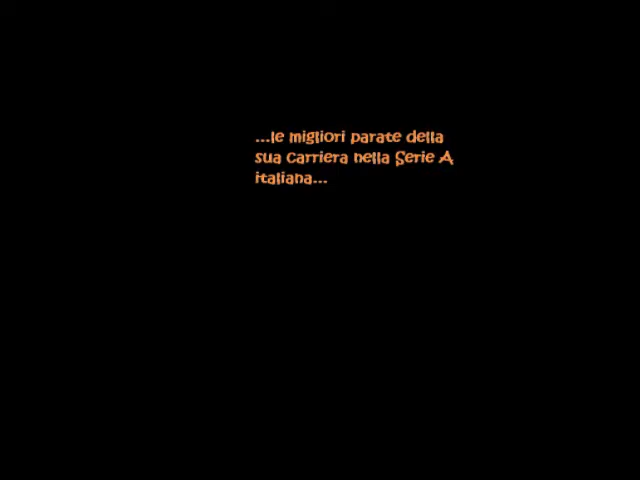 ...le migliori parate della
sua carriera nella Serie A
italiana...